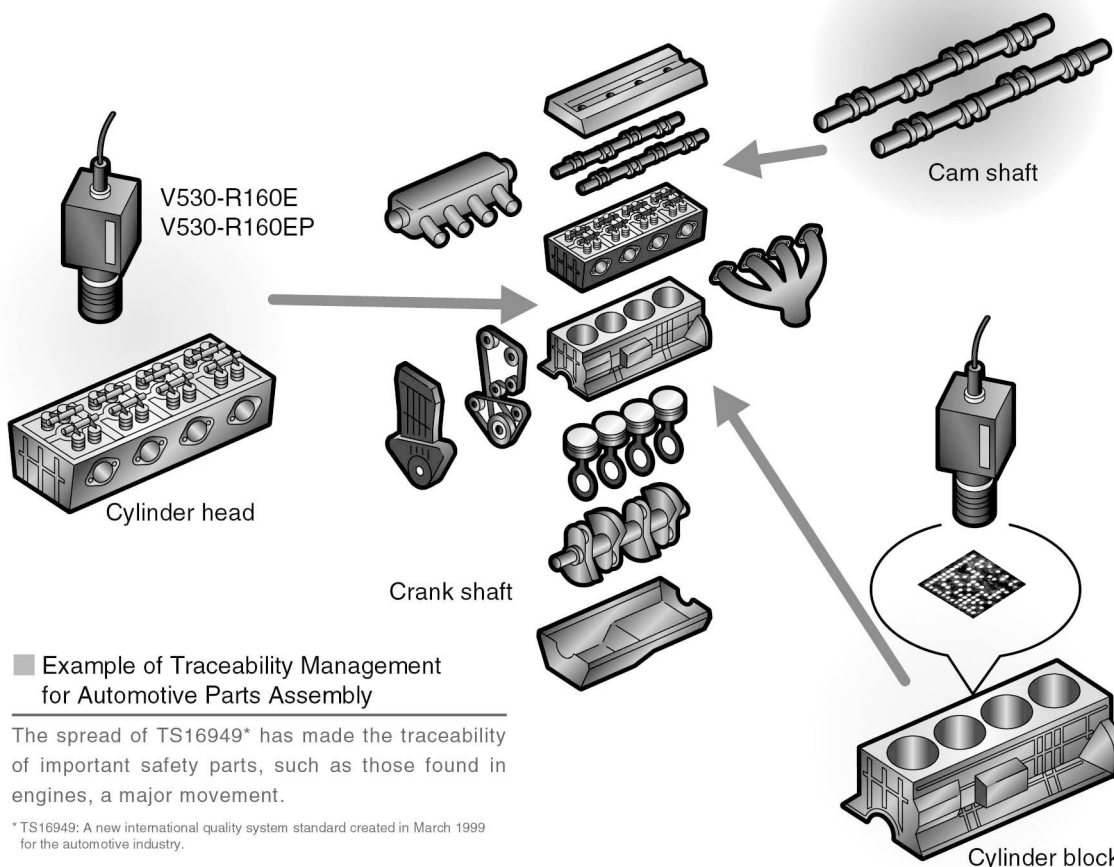 V530-R160E
V530-R160EP
Cam shaft
Cylinder head
Crank shaft
Example of Traceability Management
for Automotive Parts Assembly
The spread of TS16949* has made the traceability
of important safety parts, such as those found in
engines, a major movement.
* TS16949: A new international quality system standard created in March 1999
for the automotive industry.
Cylinder block